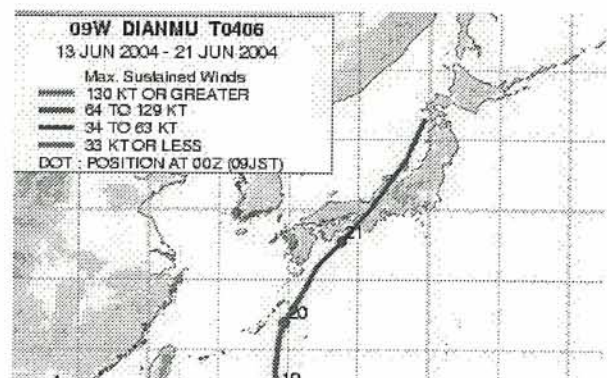 09W DIANMU T0406
13 JUN 2004 - 21 JUN 2004
Max. Sustained Winds
130 KT OR GREATER
64 TO 129 KT
34 TO 63 KT
33 KT OR LESS
DOT : POSITION AT 00Z (09JST)
21
20
19